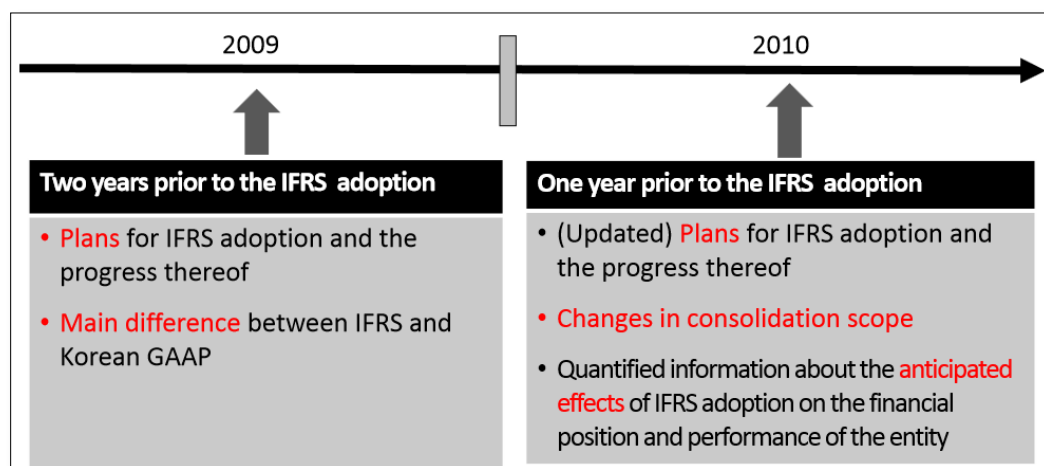 2009
2010
Two years prior to the IFRS adoption
• Plans for IFRS adoption and the
progress thereof
• Main difference between IFRS and
Korean GAAP
One year prior to the IFRS adoption
• (Updated) Plans for IFRS adoption and
the progress thereof
• Changes in consolidation scope
• Quantified information about the anticipated
effects of IFRS adoption on the financial
position and performance of the entity